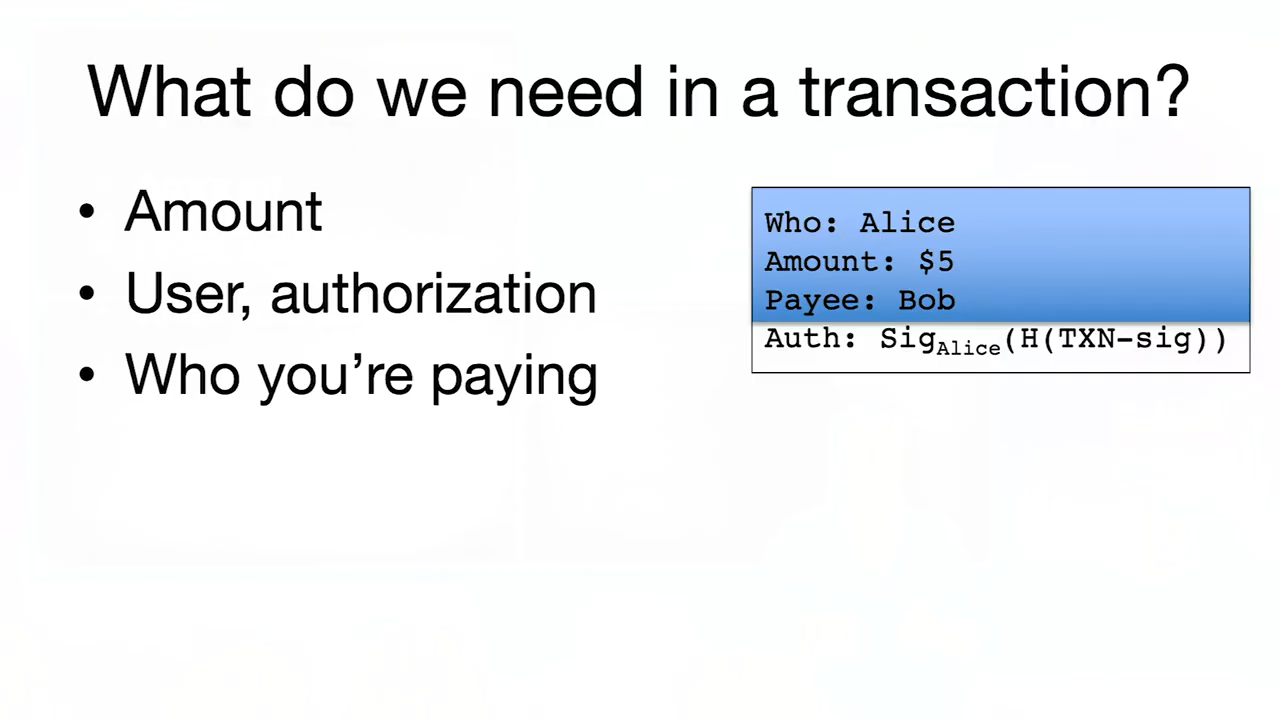 What do we need in a transaction?
• Amount
• User, authorization
• Who you’re paying
Who: Alice
Amount: $5
Payee: Bob
Auth: SigAlice(H(TXN-sig))